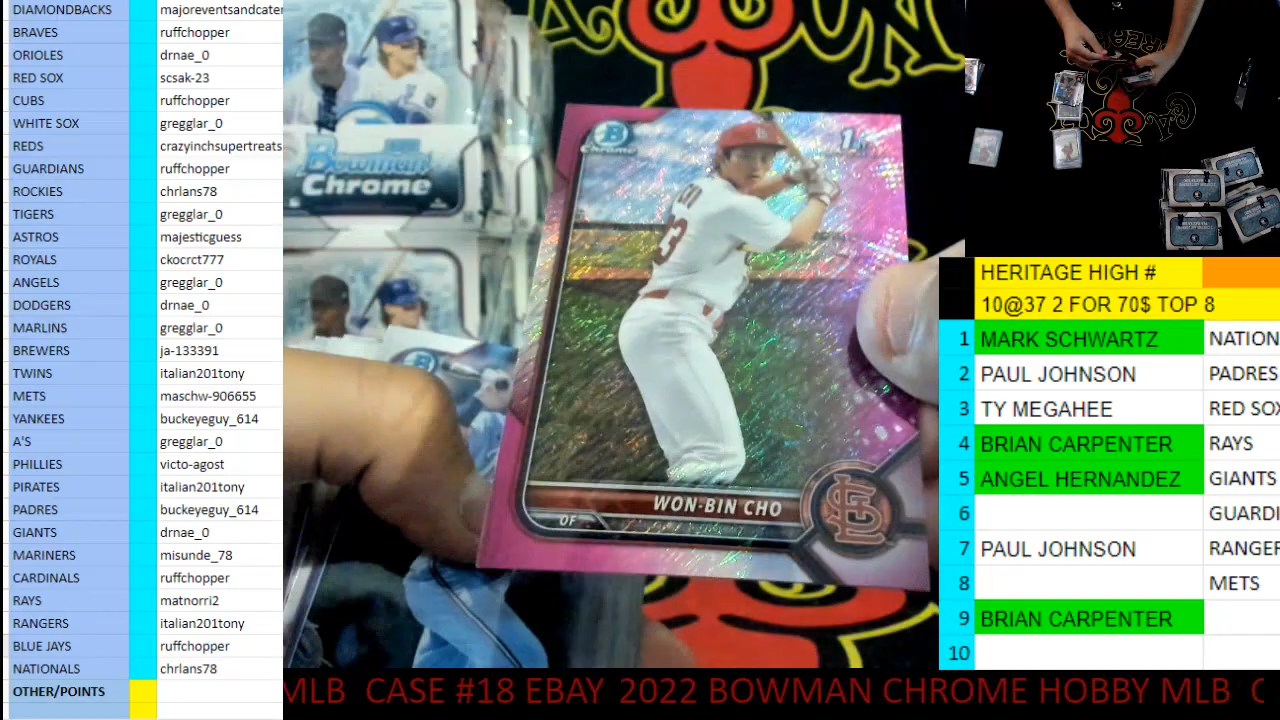 DIAMONDBACKS majoreventsandcater
BRAVES ruffchopper
ORIOLES drnae_0
RED SOX scsak-23
CUBS ruffchopper
WHITE SOX gregglar_0
REDS crazyinchsupertreats
GUARDIANS ruffchopper
ROCKIES chrlans78
TIGERS gregglar_0
ASTROS majesticguess
ROYALS ckocrct777
ANGELS gregglar_0
DODGERS drnae_0
MARLINS gregglar_0
BREWERS ja-133391
TWINS italian201tony
METS maschw-906655
YANKEES buckeyeguy_614
A'S gregglar_0
PHILLIES victo-agost
PIRATES italian201tony
PADRES buckeyeguy_614
GIANTS drnae_0
MARINERS misunde_78
CARDINALS ruffchopper
RAYS matnorri2
RANGERS italian201tony
BLUE JAYS ruffchopper
NATIONALS chrlans78
OTHER/POINTS
Bowman
Chrome
B
Chrome
1st
WON-BIN CHO
OF
HERITAGE HIGH #
10@37 2 FOR 70$ TOP 8
1 MARK SCHWARTZ NATION
2 PAUL JOHNSON PADRES
3 TY MEGAHEE RED SOX
4 BRIAN CARPENTER RAYS
5 ANGEL HERNANDEZ GIANTS
6 GUARDI
7 PAUL JOHNSON RANGER
8 METS
9 BRIAN CARPENTER
10
MLB CASE #18 EBAY 2022 BOWMAN CHROME HOBBY MLB C